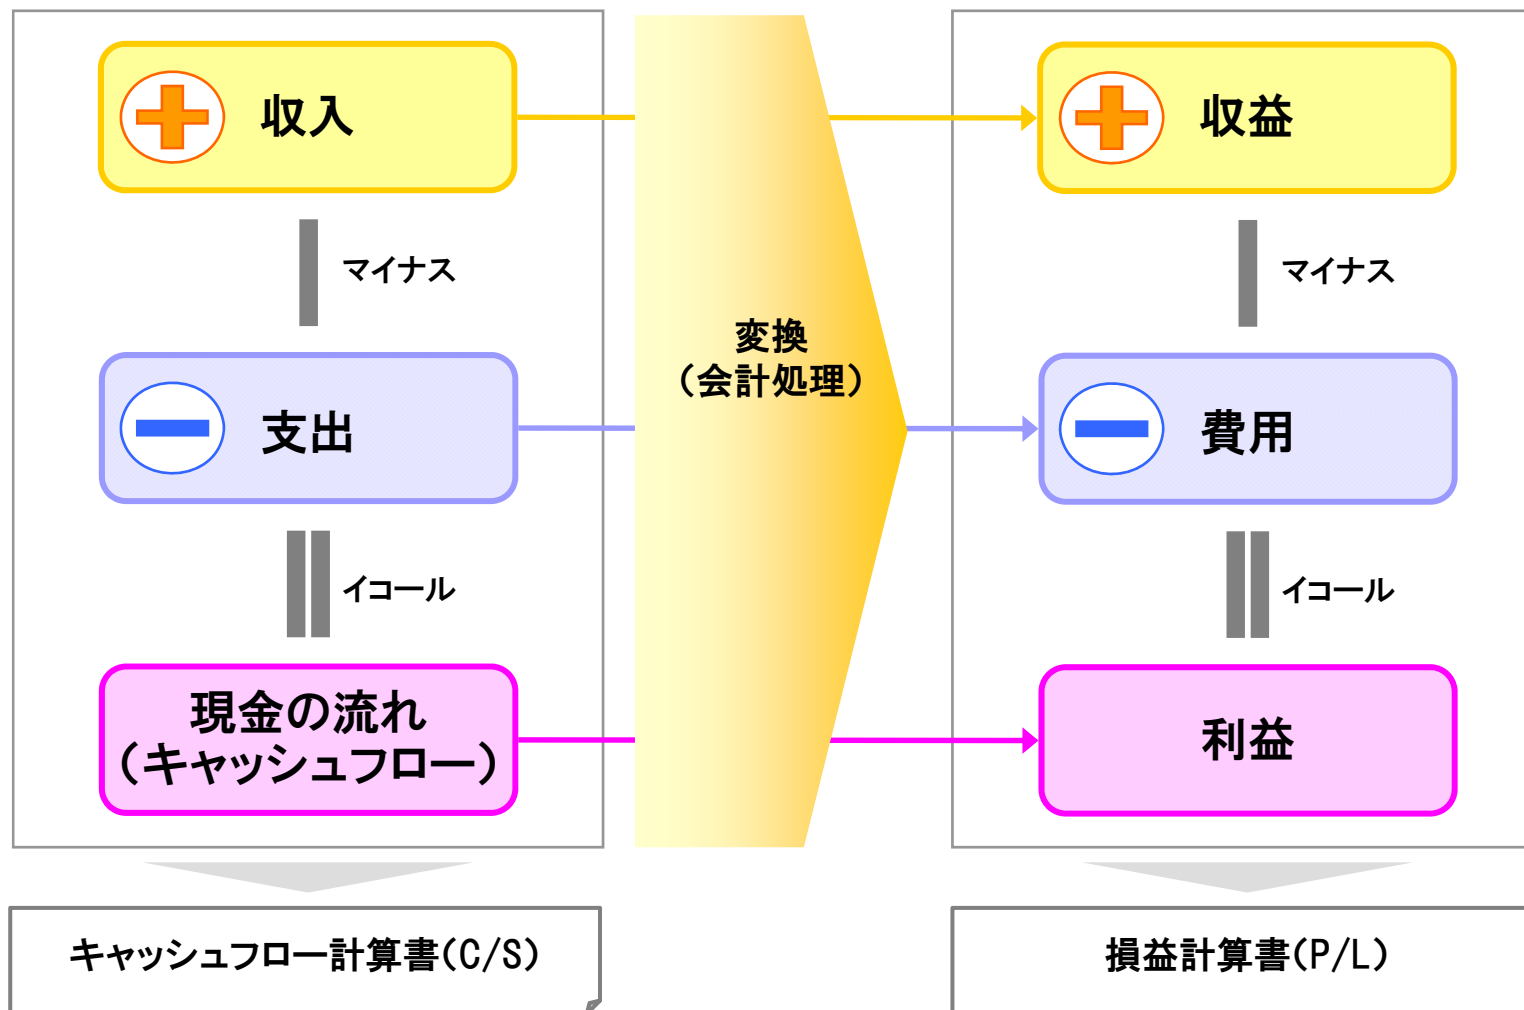 収入
マイナス
支出
イコール
現金の流れ
（キャッシュフロー）
変換
（会計処理）
収益
マイナス
費用
イコール
利益
キャッシュフロー計算書(C/S)
損益計算書(P/L)